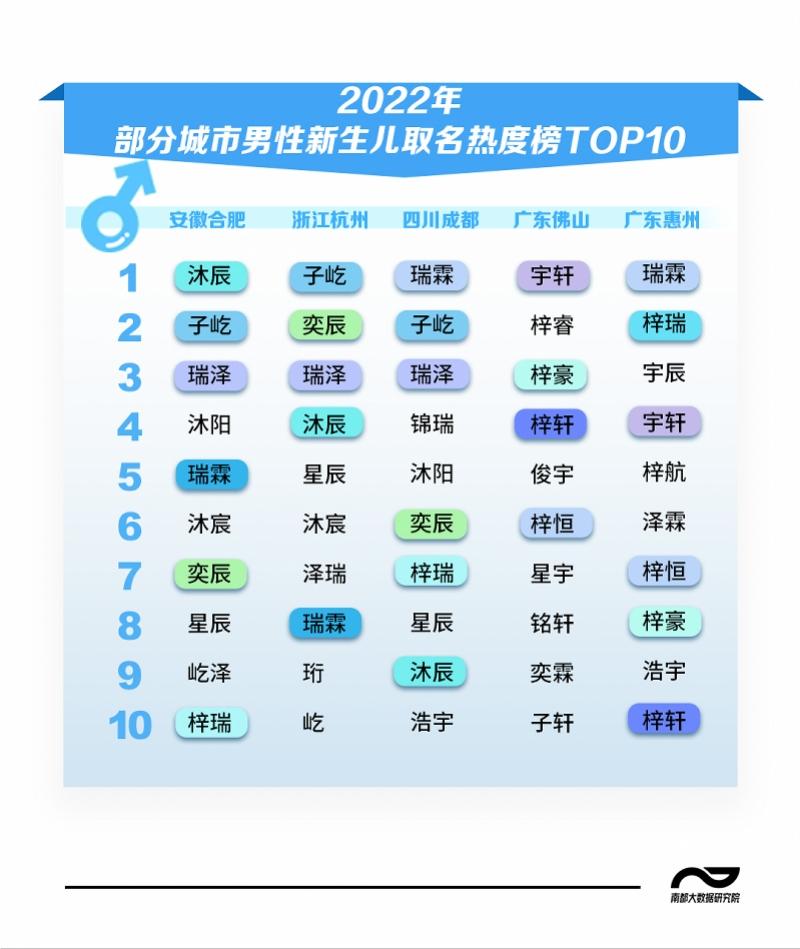 2022年
部分城市男性新生儿取名热度榜TOP10
安徽合肥 浙江杭州 四川成都 广东佛山 广东惠州
1 沐辰 子屹 瑞霖 宇轩 瑞霖
2 子屹 奕辰 子屹 梓睿 梓瑞
3 瑞泽 瑞泽 瑞泽 梓豪 宇辰
4 沐阳 沐辰 锦瑞 梓轩 宇轩
5 瑞霖 星辰 沐阳 俊宇 梓航
6 沐宸 沐宸 奕辰 梓恒 泽霖
7 奕辰 泽瑞 梓瑞 星宇 梓恒
8 星辰 瑞霖 星辰 铭轩 梓豪
9 屹泽 珩 沐辰 奕霖 浩宇
10 梓瑞 屹 浩宇 子轩 梓轩
南都大数据研究院